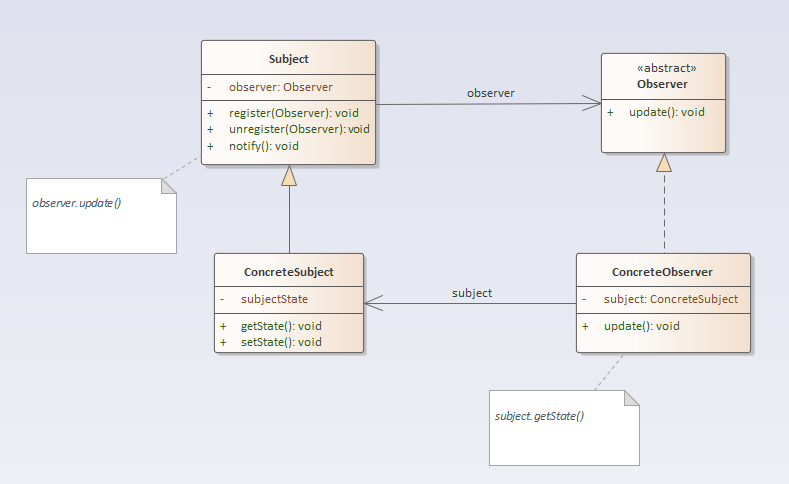 Subject
- observer: Observer
+ register(Observer): void
+ unregister(Observer): void
+ notify(): void
observer
«abstract»
Observer
+ update(): void
observer.update()
ConcreteSubject
- subjectState
+ getState(): void
+ setState(): void
subject
ConcreteObserver
- subject: ConcreteSubject
+ update(): void
subject.getState()